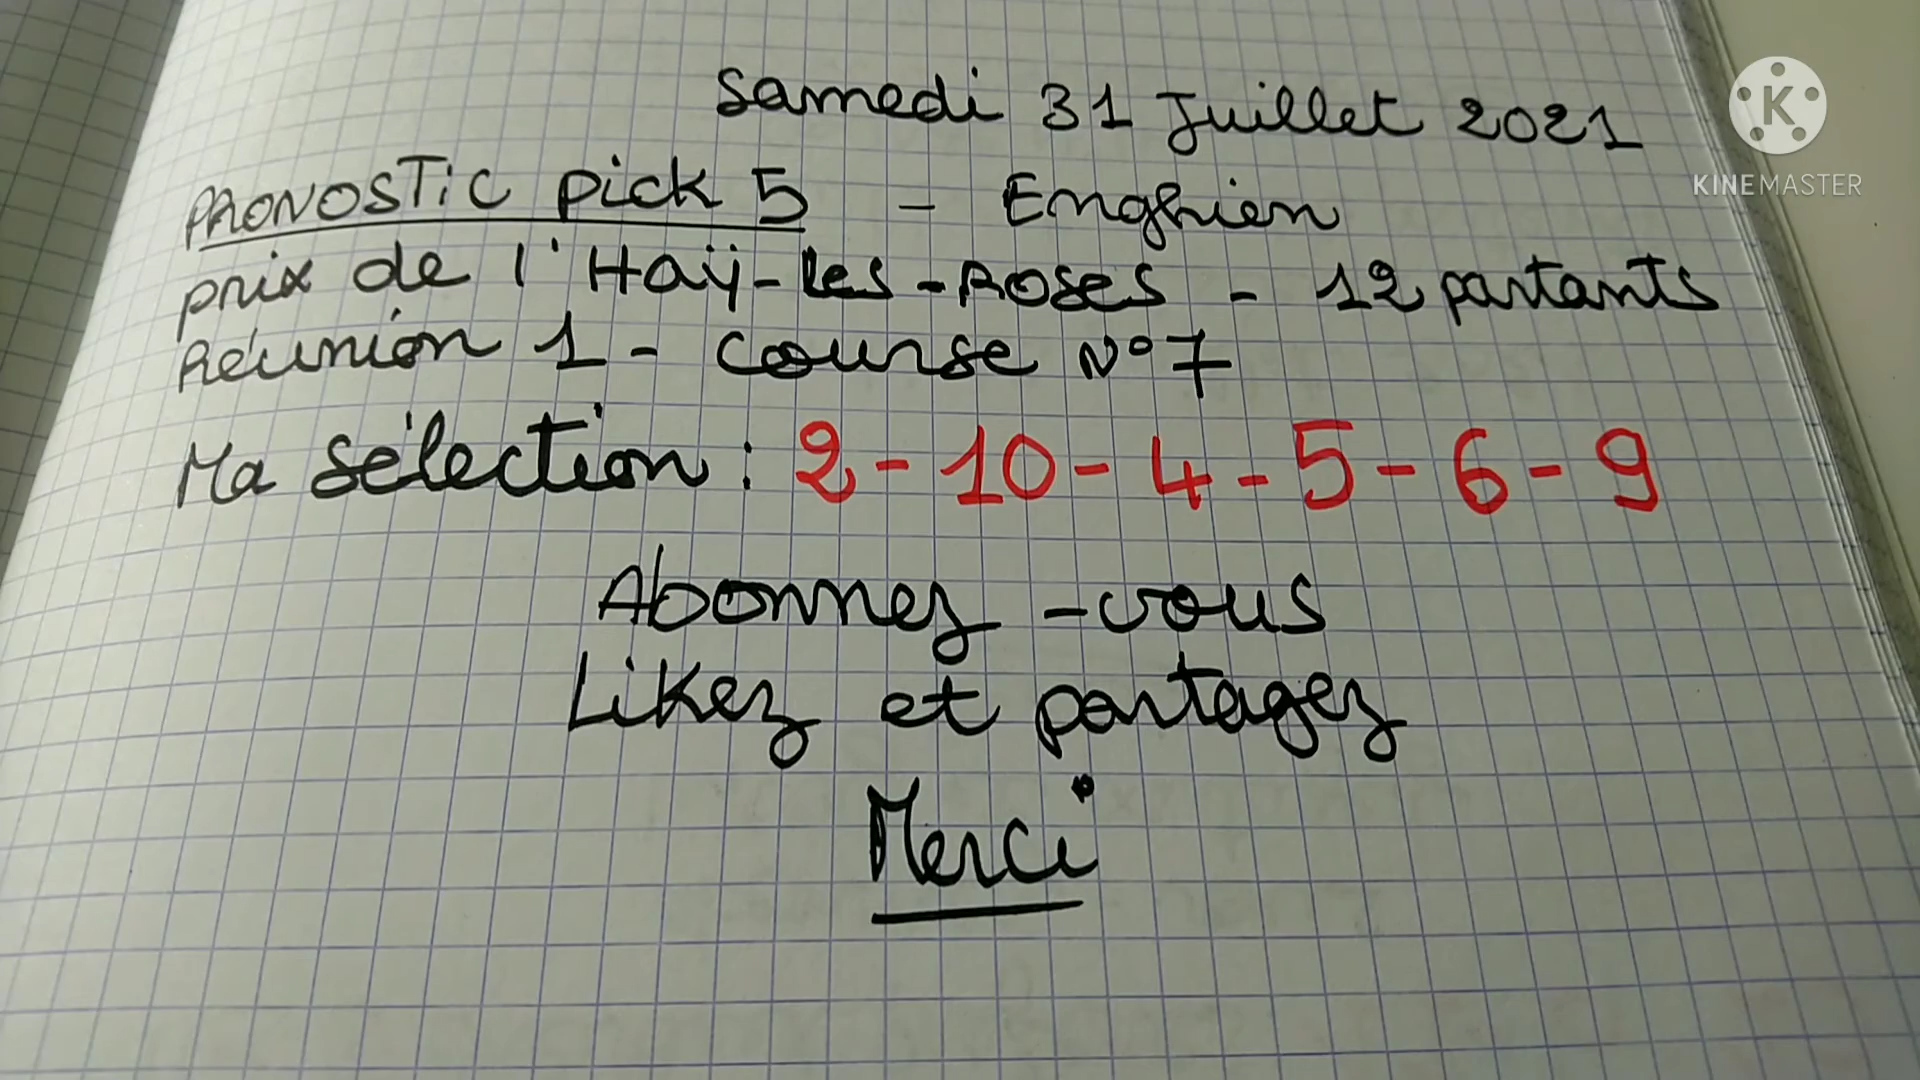 Samedi 31 Juillet 2021
PRONOSTIC Pick 5 - Enghien
prix de l'Haÿ-Les-Roses - 12 partants
Réunion 1 - Course N°7
Ma sélection : 2 - 10 - 4 - 5 - 6 - 9
Abonnez-vous
Likez et partagez
Merci
K
KINEMASTER